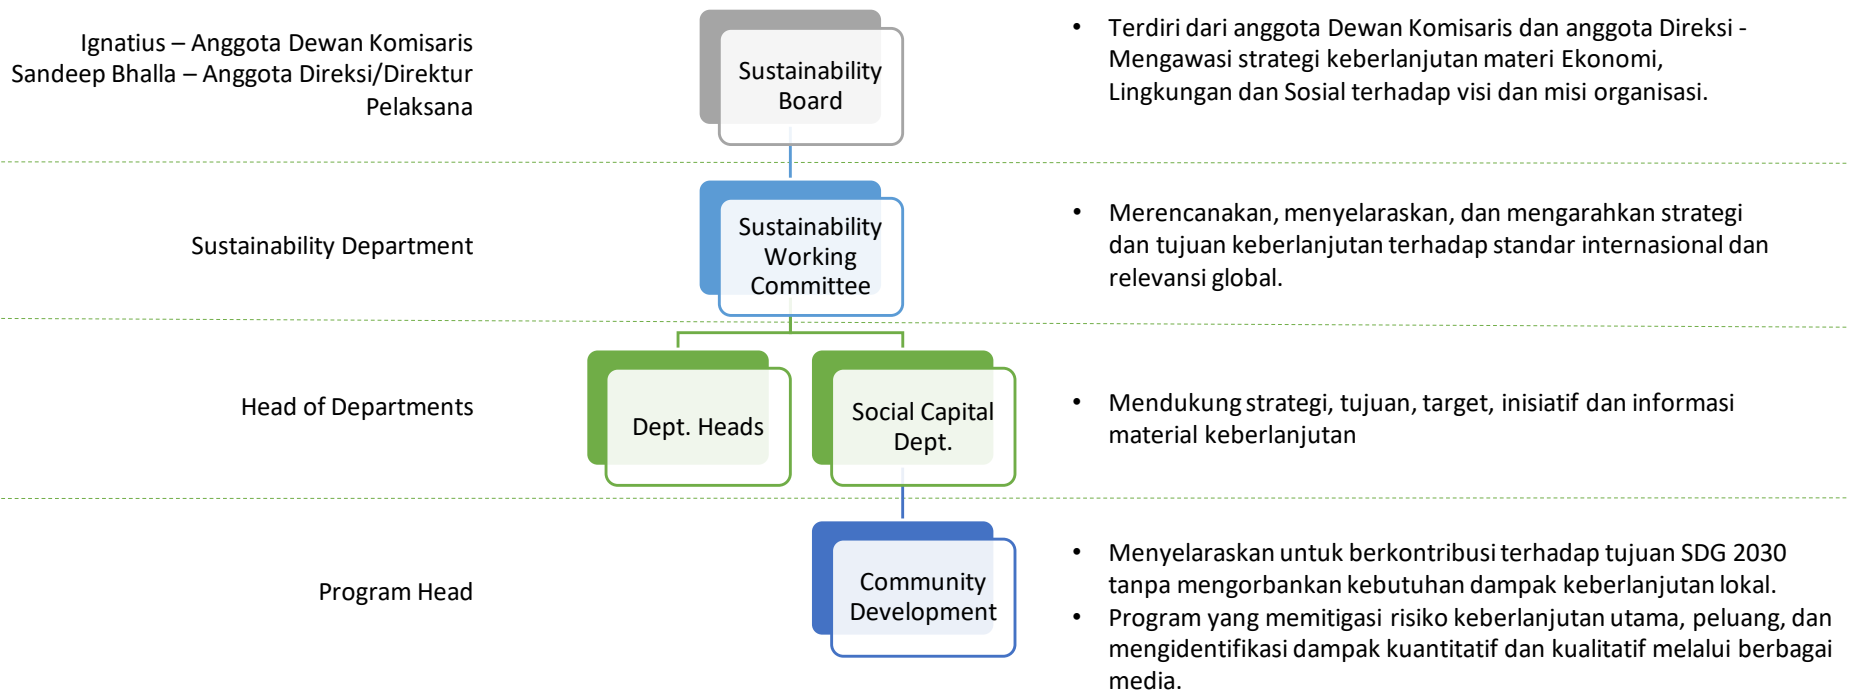 Ignatius – Anggota Dewan Komisaris
Sandeep Bhalla – Anggota Direksi/Direktur
Pelaksana
Sustainability
Board
• Terdiri dari anggota Dewan Komisaris dan anggota Direksi -
Mengawasi strategi keberlanjutan materi Ekonomi,
Lingkungan dan Sosial terhadap visi dan misi organisasi.
Sustainability Department
Sustainability
Working
Committee
• Merencanakan, menyelaraskan, dan mengarahkan strategi
dan tujuan keberlanjutan terhadap standar internasional dan
relevansi global.
Head of Departments
Dept. Heads
Social Capital
Dept.
• Mendukung strategi, tujuan, target, inisiatif dan informasi
material keberlanjutan
Program Head
Community
Development
• Menyelaraskan untuk berkontribusi terhadap tujuan SDG 2030
tanpa mengorbankan kebutuhan dampak keberlanjutan lokal.
• Program yang memitigasi risiko keberlanjutan utama, peluang, dan
mengidentifikasi dampak kuantitatif dan kualitatif melalui berbagai
media.